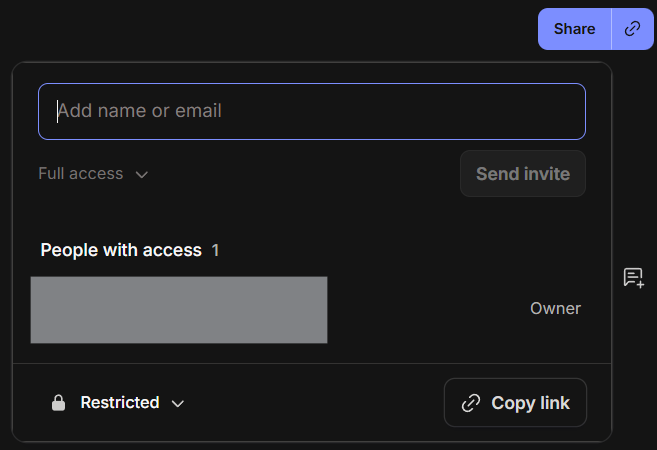 Share
Add name or email
Full access
Send invite
People with access 1
Owner
Restricted
Copy link